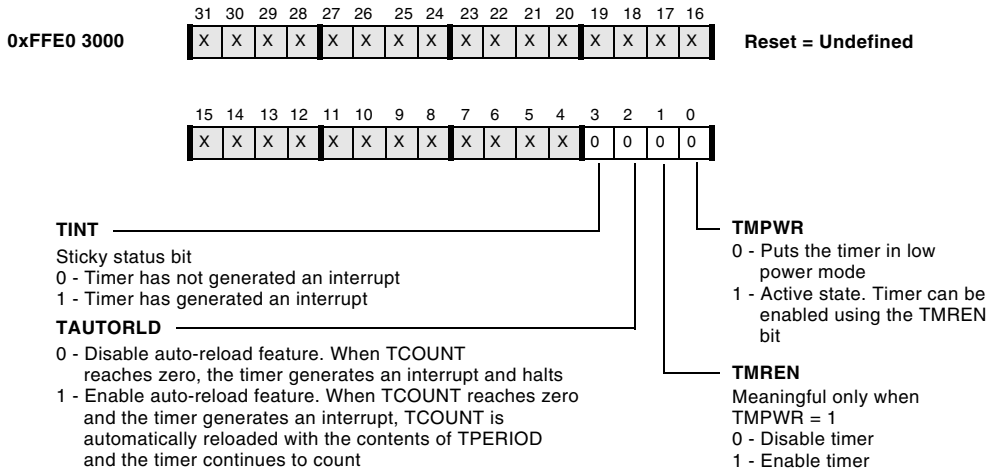 31 30 29 28 27 26 25 24 23 22 21 20 19 18 17 16
0xFFE0 3000 X X X X X X X X X X X X X X X X Reset = Undefined
15 14 13 12 11 10 9 8 7 6 5 4 3 2 1 0
X X X X X X X X X X X X 0 0 0 0
TINT
Sticky status bit
0 - Timer has not generated an interrupt
1 - Timer has generated an interrupt
TAUTORLD
0 - Disable auto-reload feature. When TCOUNT
reaches zero, the timer generates an interrupt and halts
1 - Enable auto-reload feature. When TCOUNT reaches zero
and the timer generates an interrupt, TCOUNT is
automatically reloaded with the contents of TPERIOD
and the timer continues to count
TMPWR
0 - Puts the timer in low
power mode
1 - Active state. Timer can be
enabled using the TMREN
bit
TMREN
Meaningful only when
TMPWR = 1
0 - Disable timer
1 - Enable timer